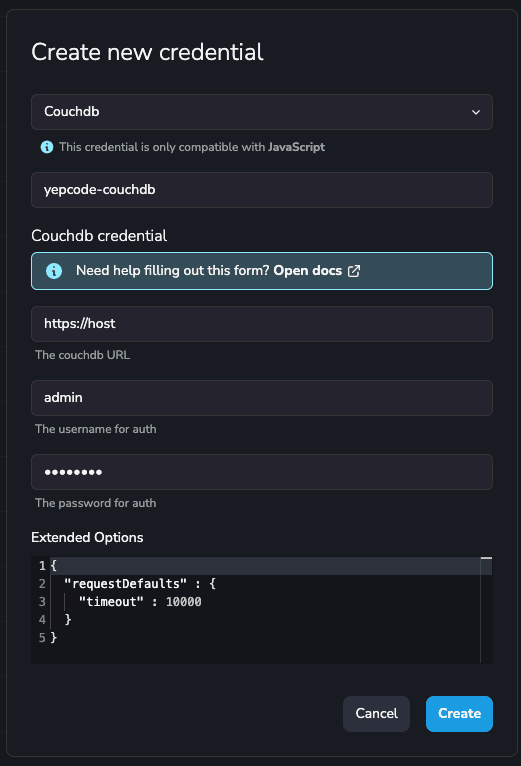 Create new credential
Couchdb
This credential is only compatible with JavaScript
yepcode-couchdb
Couchdb credential
Need help filling out this form? Open docs
https://host
The couchdb URL
admin
The username for auth
••••••••
The password for auth
Extended Options
1 {
2   "requestDefaults" : {
3     "timeout" : 10000
4   }
5 }
Cancel
Create